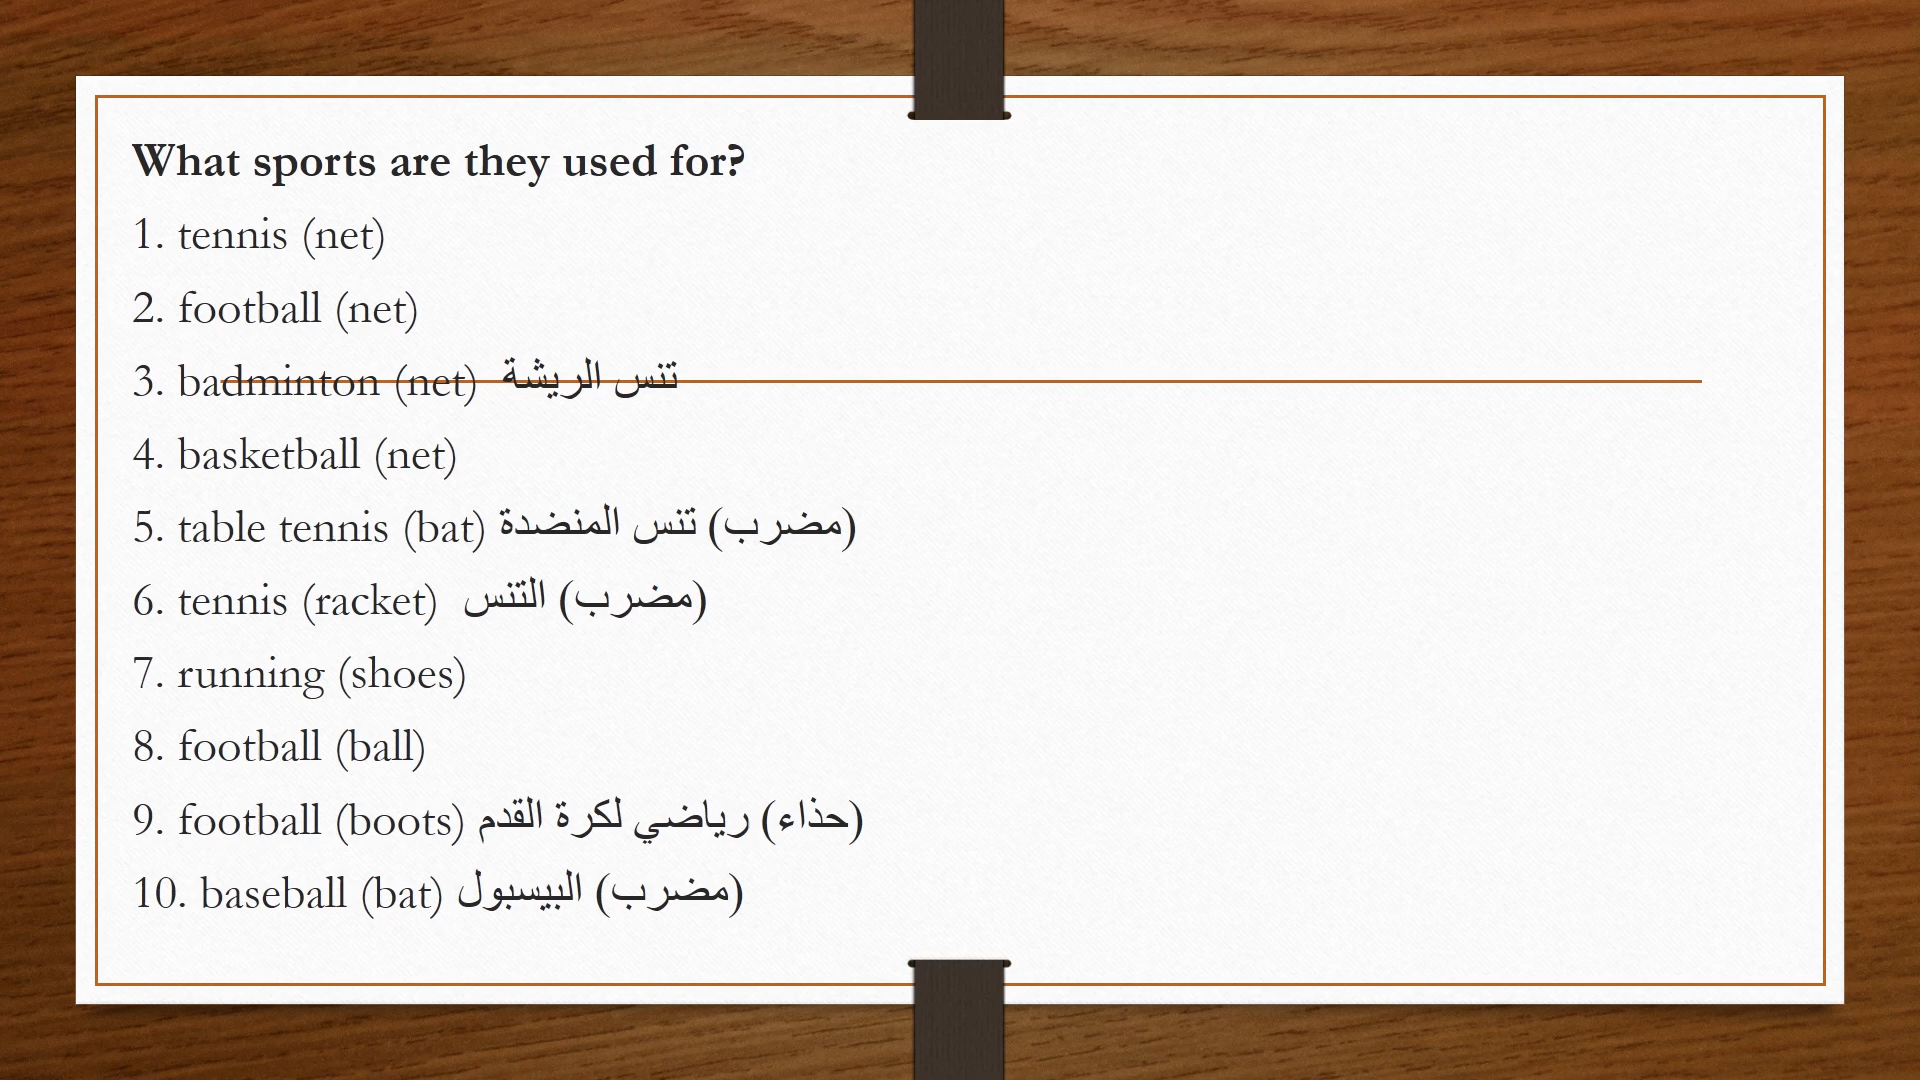 What sports are they used for?
1. tennis (net)
2. football (net)
3. badminton (net) تنس الريشة
4. basketball (net)
5. table tennis (bat) (مضرب) تنس المنضدة
6. tennis (racket) (مضرب) التنس
7. running (shoes)
8. football (ball)
9. football (boots) (حذاء) رياضي لكرة القدم
10. baseball (bat) (مضرب) البيسبول